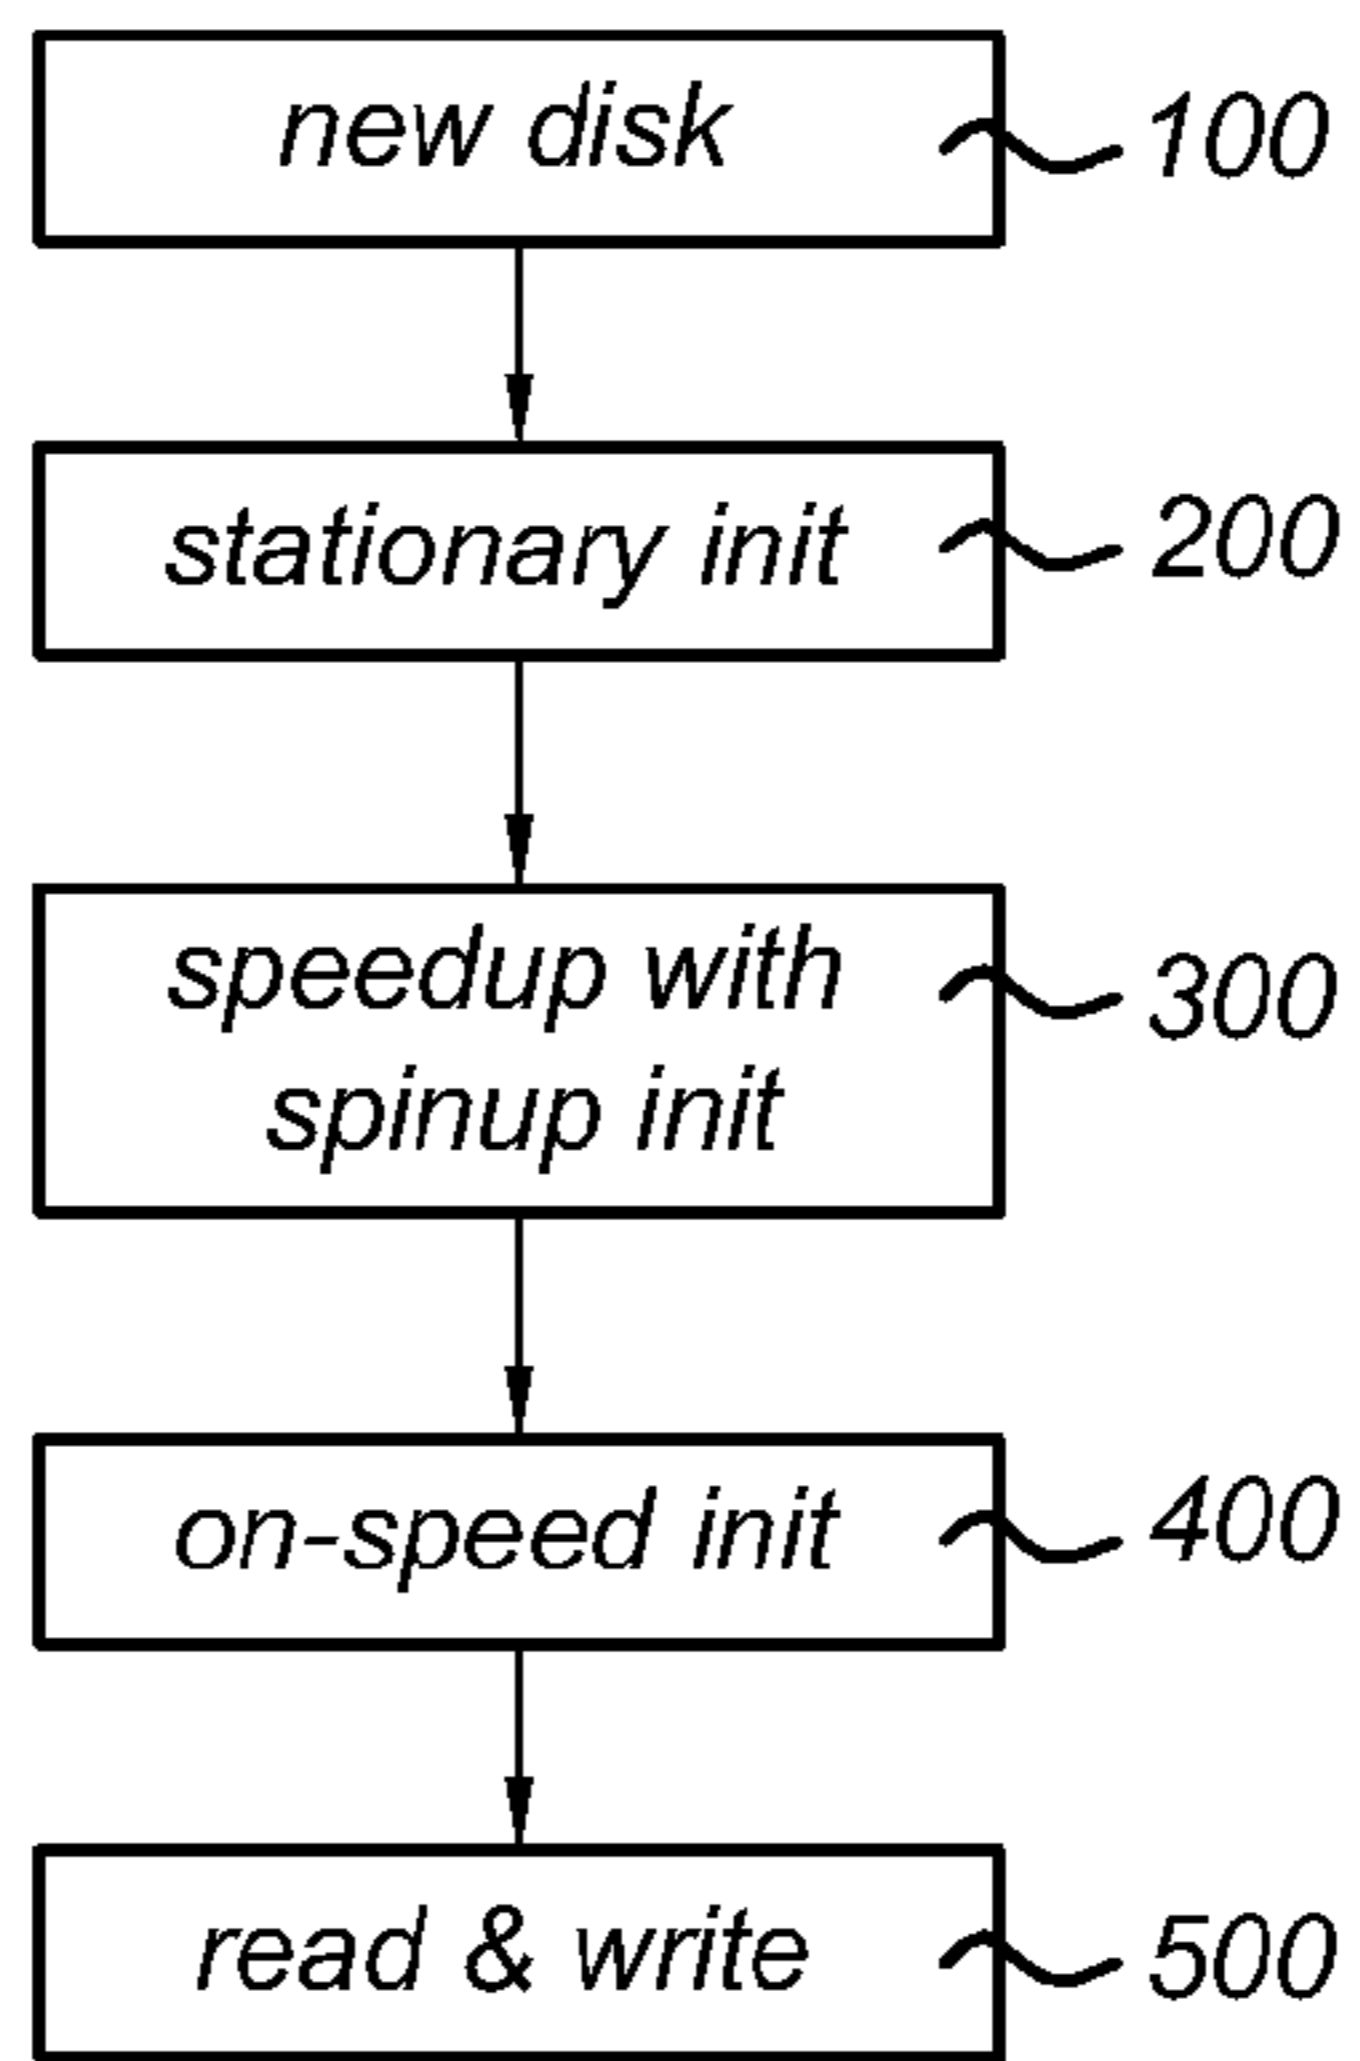 new disk
100
stationary init
200
speedup with
300
spinup init
on-speed init
400
read & write
500